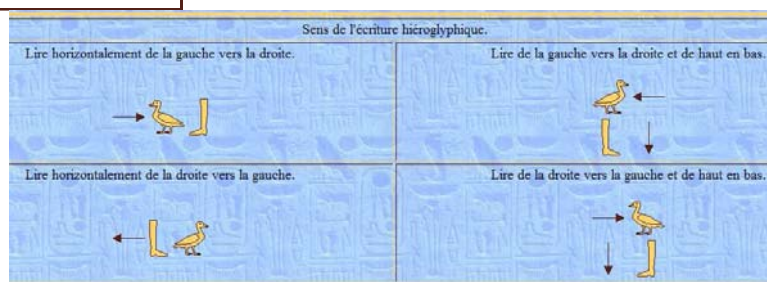 Sens de l'écriture hiéroglyphique.
Lire horizontalement de la gauche vers la droite.
Lire de la gauche vers la droite et de haut en bas.
Lire horizontalement de la droite vers la gauche.
Lire de la droite vers la gauche et de haut en bas.